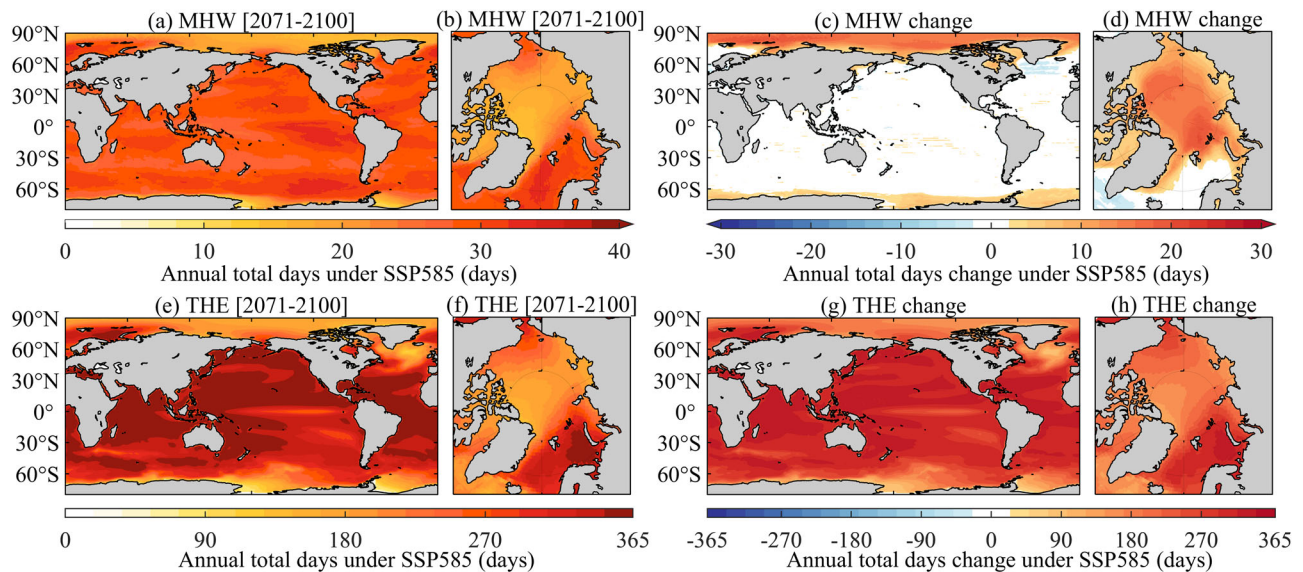 (a) MHW [2071-2100]
(b) MHW [2071-2100]
(c) MHW change
(d) MHW change
90°N
60°N
30°N
0°
30°S
60°S
0 10 20 30 40
Annual total days under SSP585 (days)
-30 -20 -10 0 10 20 30
Annual total days change under SSP585 (days)
(e) THE [2071-2100]
(f) THE [2071-2100]
(g) THE change
(h) THE change
90°N
60°N
30°N
0°
30°S
60°S
0 90 180 270 365
Annual total days under SSP585 (days)
-365 -270 -180 -90 0 90 180 270 365
Annual total days change under SSP585 (days)